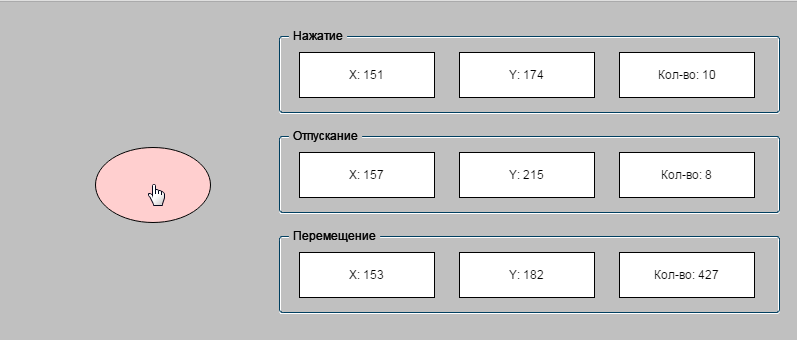 Нажатие
X: 151 Y: 174 Кол-во: 10
Отпускание
X: 157 Y: 215 Кол-во: 8
Перемещение
X: 153 Y: 182 Кол-во: 427